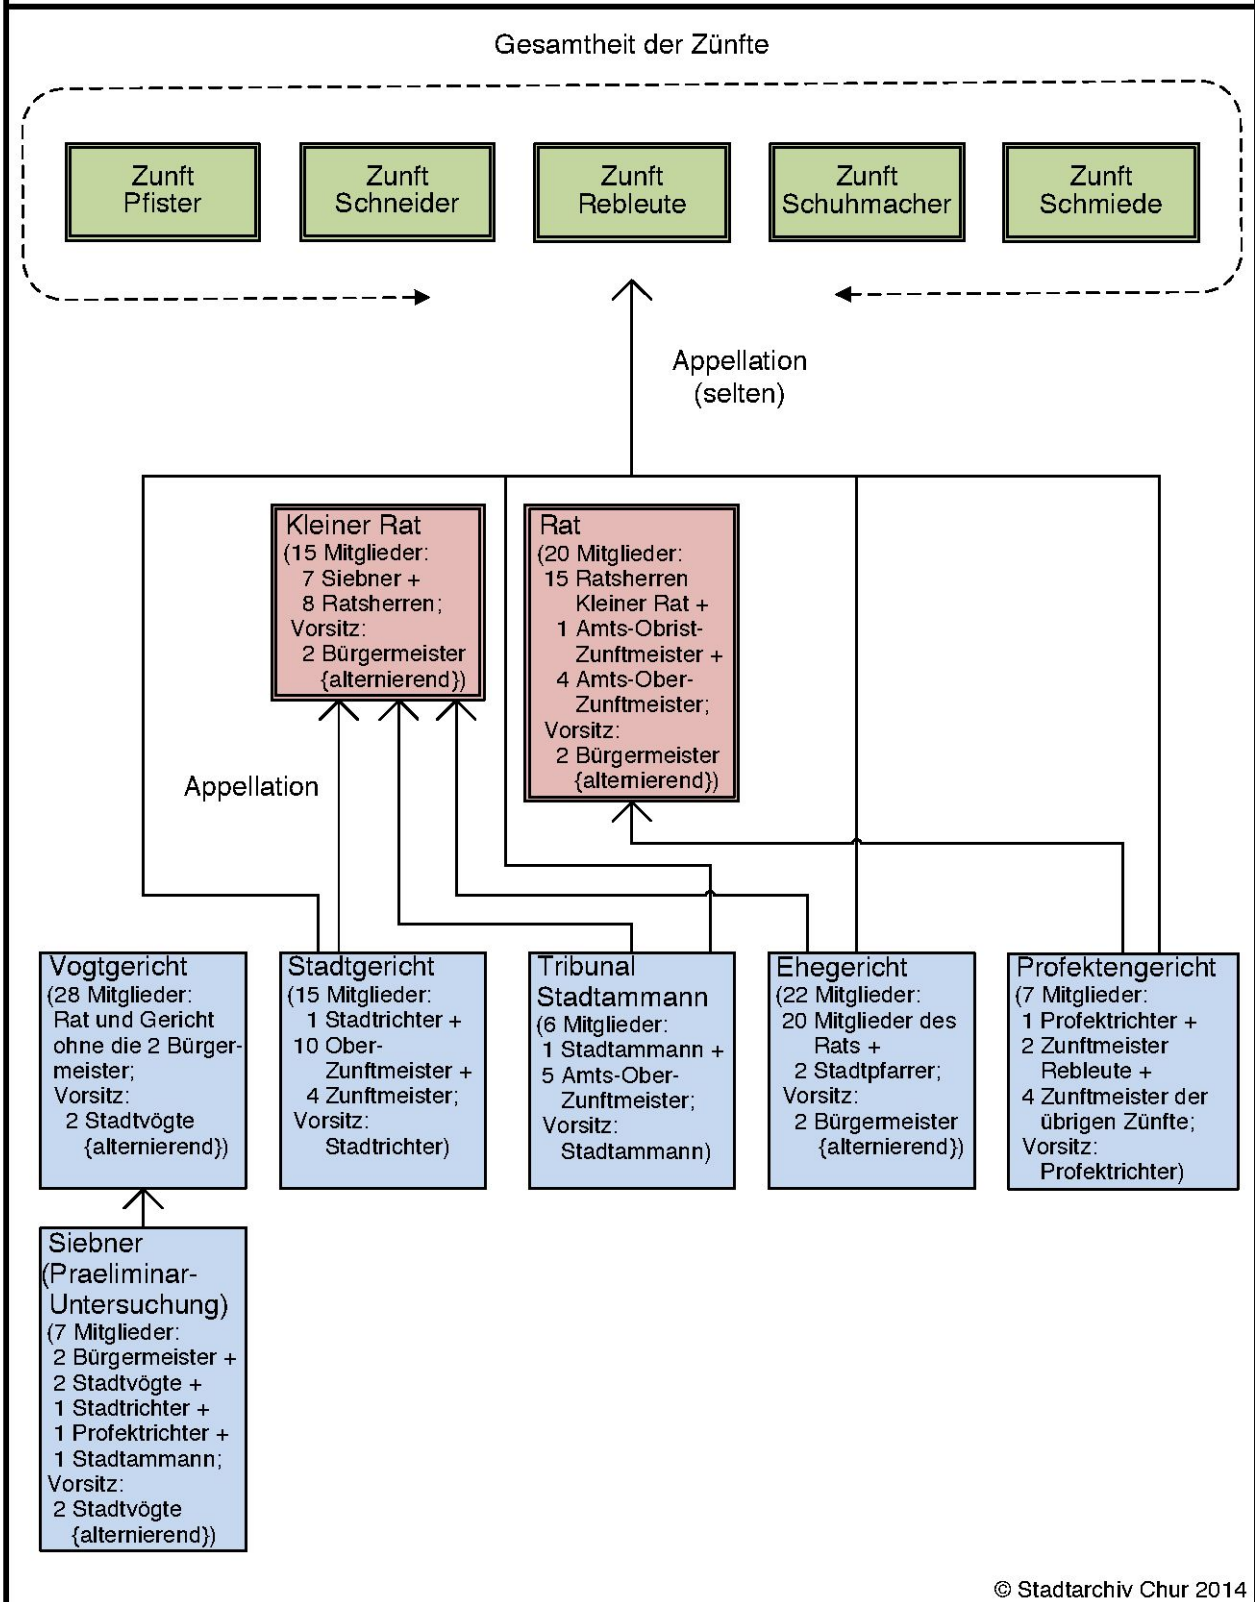 Gesamtheit der Zünfte
Zunft
Pfister
Zunft
Schneider
Zunft
Rebleute
Zunft
Schuhmacher
Zunft
Schmiede
Appellation
(selten)
Kleiner Rat
(15 Mitglieder:
7 Siebner +
8 Ratsherren;
Vorsitz:
2 Bürgermeister
{alternierend})
Rat
(20 Mitglieder:
15 Ratsherren
Kleiner Rat +
1 Amts-Obrist-
Zunftmeister +
4 Amts-Ober-
Zunftmeister;
Vorsitz:
2 Bürgermeister
{alternierend})
Appellation
Vogtgericht
(28 Mitglieder:
Rat und Gericht
ohne die 2 Bürger-
meister;
Vorsitz:
2 Stadtvögte
{alternierend})
Stadtgericht
(15 Mitglieder:
1 Stadtrichter +
10 Ober-
Zunftmeister +
4 Zunftmeister;
Vorsitz:
Stadtrichter)
Tribunal
Stadtammann
(6 Mitglieder:
1 Stadtammann +
5 Amts-Ober-
Zunftmeister;
Vorsitz:
Stadtammann)
Ehegericht
(22 Mitglieder:
20 Mitglieder des
Rats +
2 Stadtpfarrer;
Vorsitz:
2 Bürgermeister
{alternierend})
Profektengericht
(7 Mitglieder:
1 Profektrichter +
2 Zunftmeister
Rebleute +
4 Zunftmeister der
übrigen Zünfte;
Vorsitz:
Profektrichter)
Siebner
(Praeliminar-
Untersuchung)
(7 Mitglieder:
2 Bürgermeister +
2 Stadtvögte +
1 Stadtrichter +
1 Profektrichter +
1 Stadtammann;
Vorsitz:
2 Stadtvögte
{alternierend})
© Stadtarchiv Chur 2014